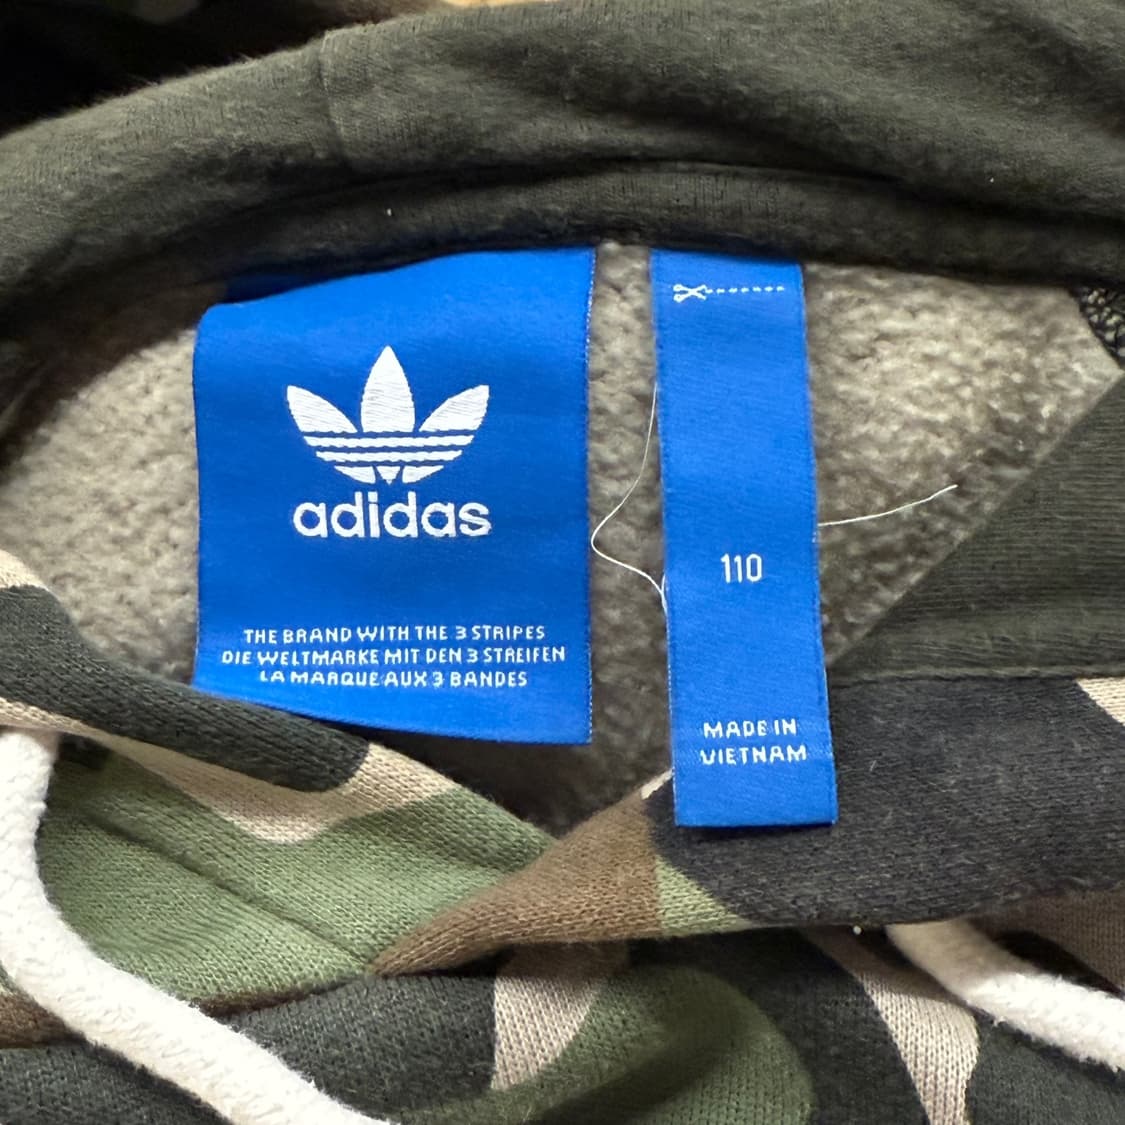 adidas
THE BRAND WITH THE 3 STRIPES
DIE WELTMARKE MIT DEN 3 STREIFEN
LA MARQUE AUX 3 BANDES
110
MADE IN
VIETNAM